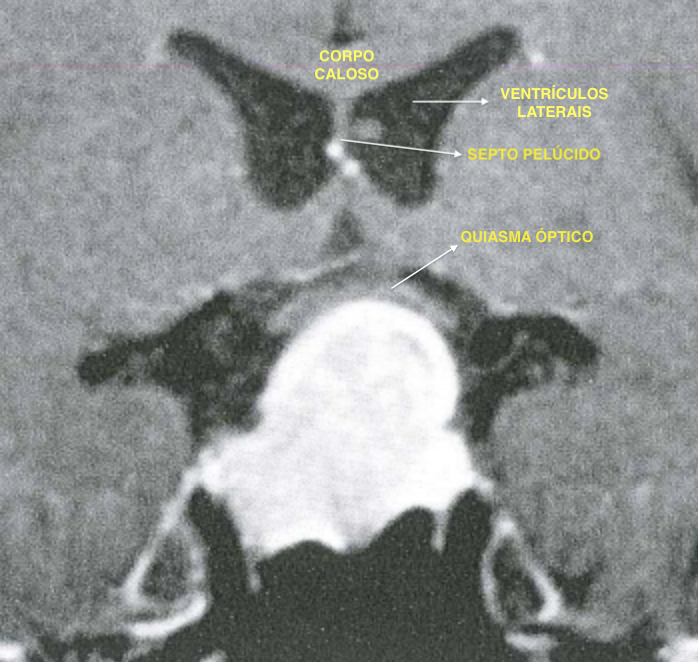 CORPO
CALOSO
VENTRÍCULOS
LATERAIS
SEPTO PELÚCIDO
QUIASMA ÓPTICO